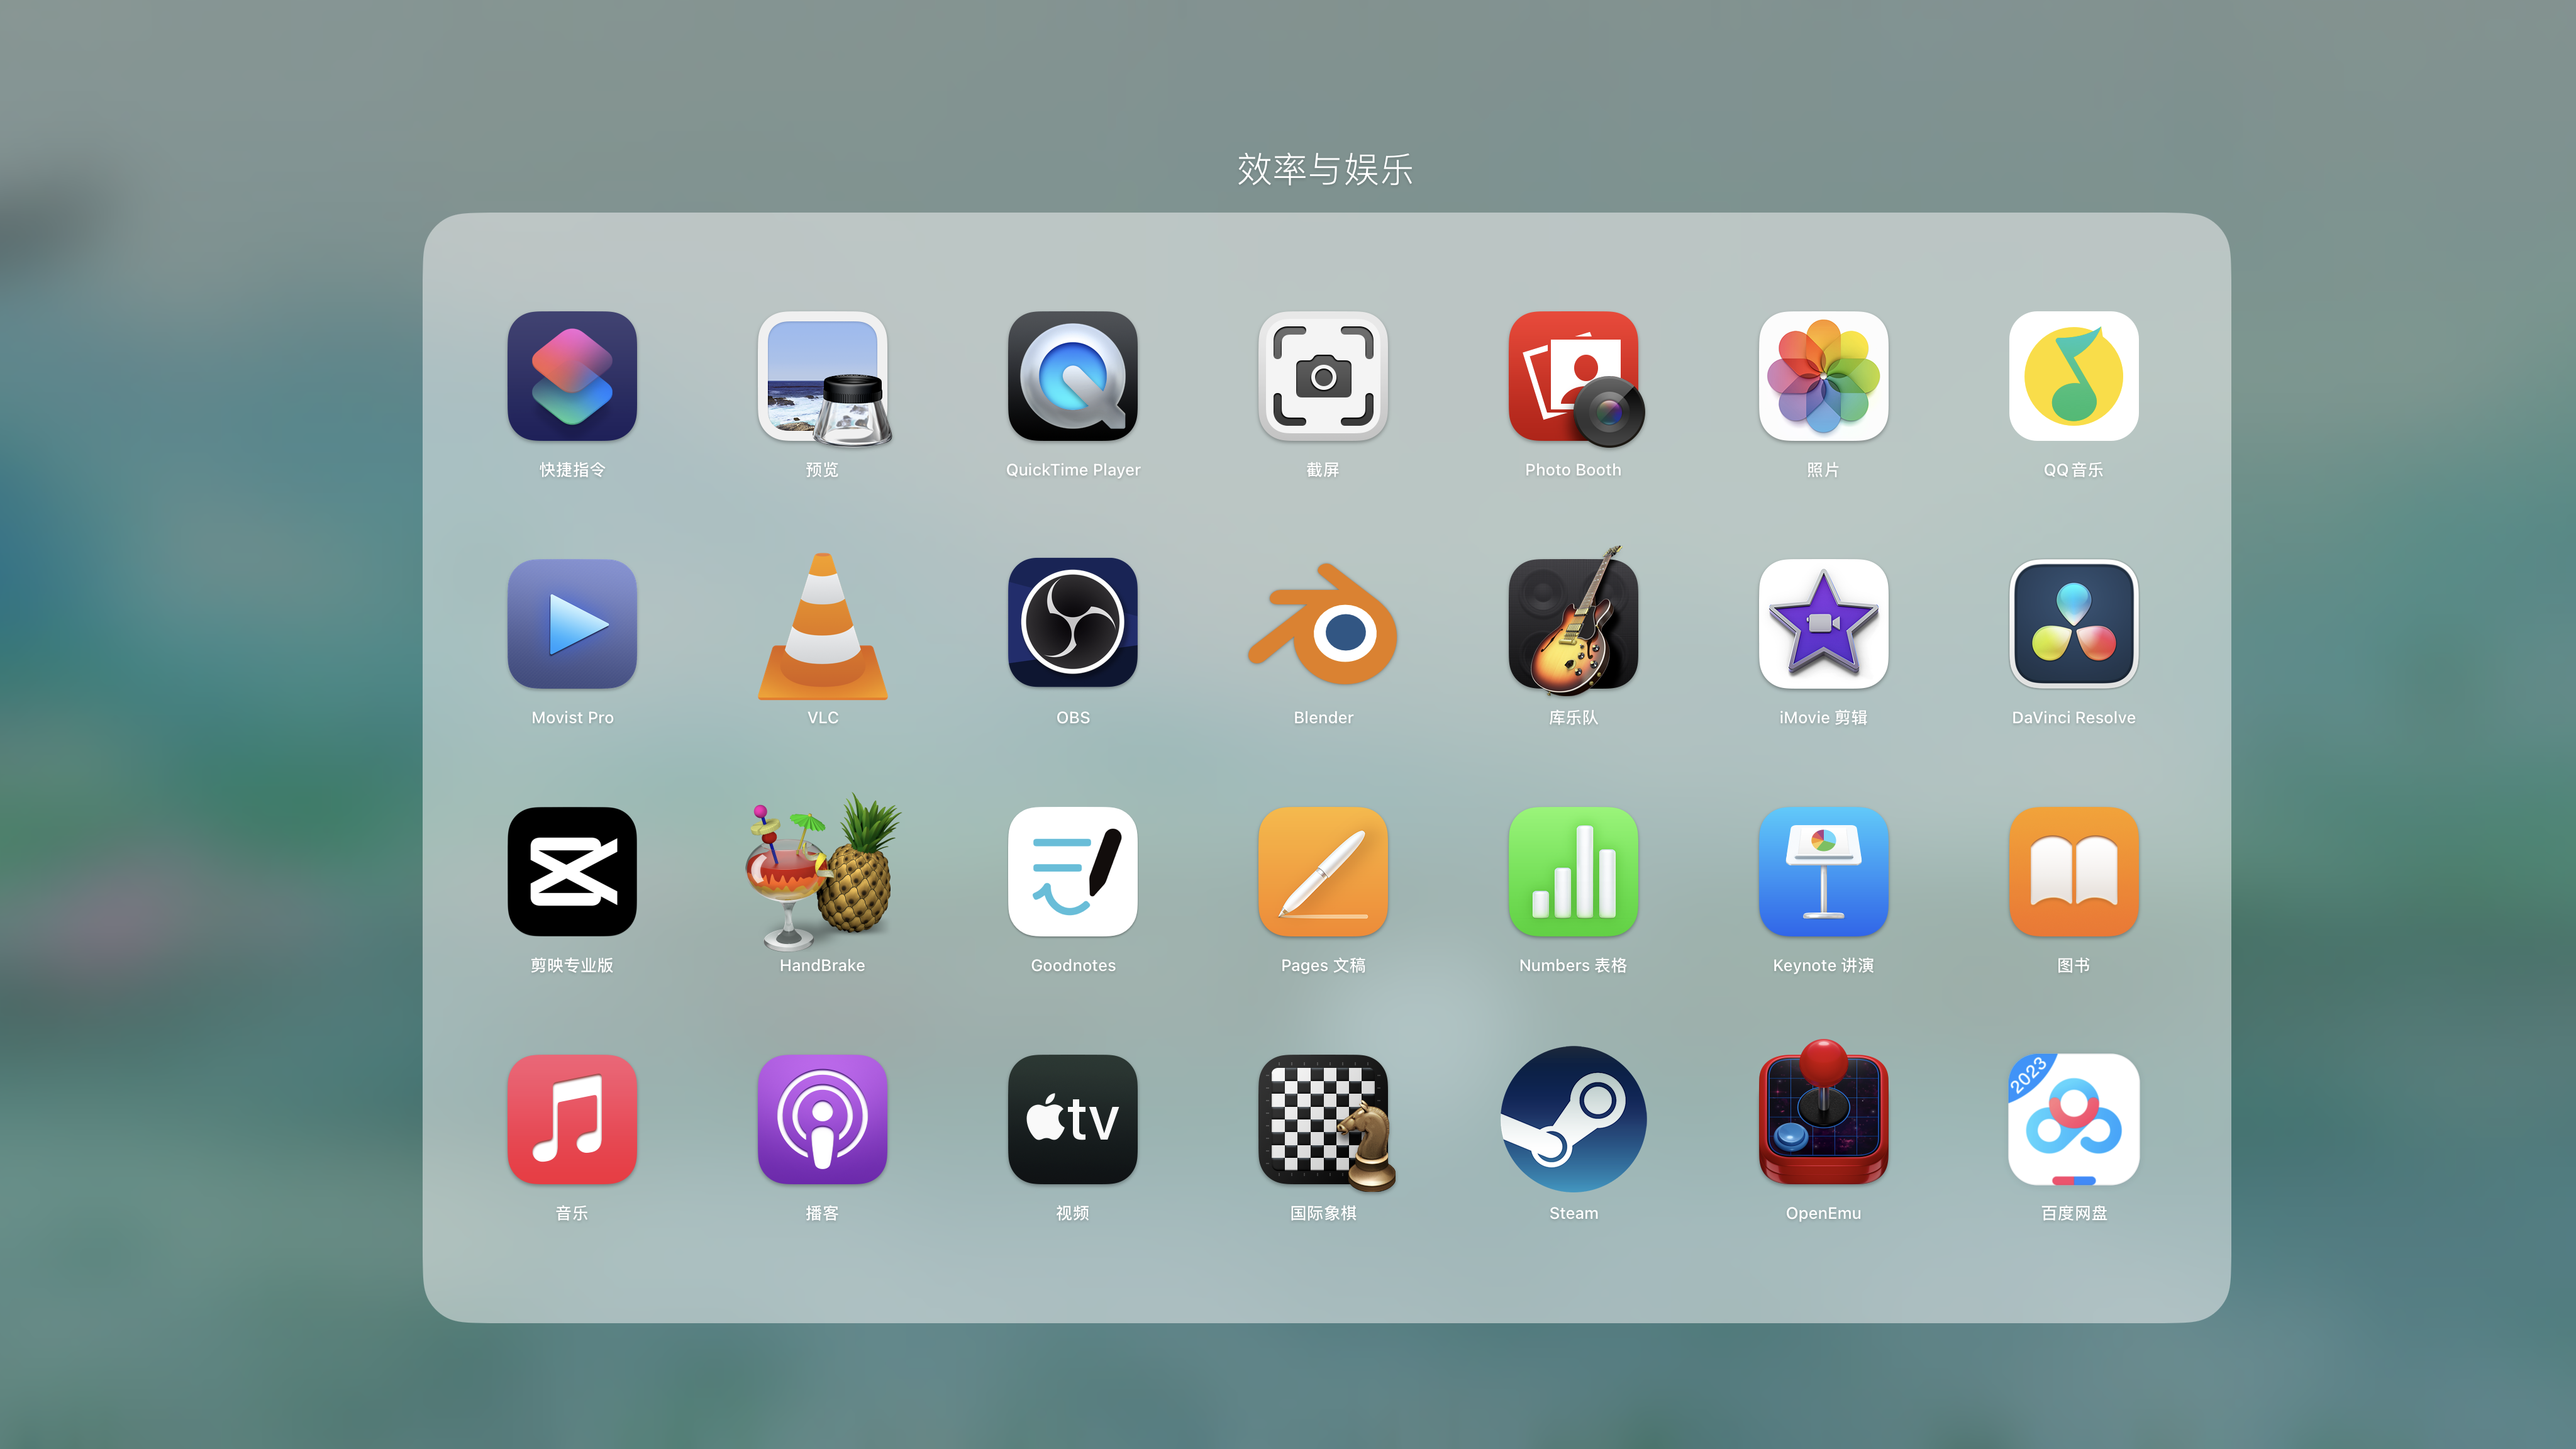 效率与娱乐
快捷指令
预览
QuickTime Player
截屏
Photo Booth
照片
QQ音乐
Movist Pro
VLC
OBS
Blender
库乐队
iMovie 剪辑
DaVinci Resolve
剪映专业版
HandBrake
Goodnotes
Pages 文稿
Numbers 表格
Keynote 讲演
图书
tv
2023
音乐
播客
视频
国际象棋
Steam
OpenEmu
百度网盘